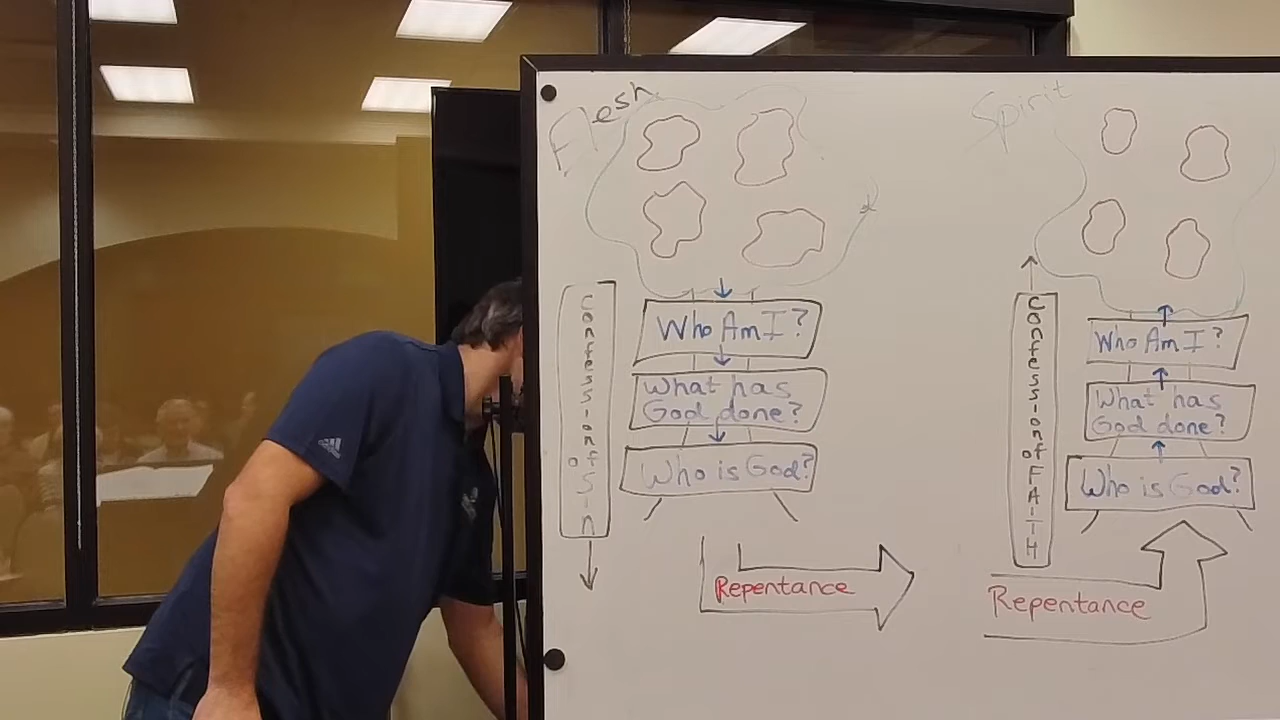 Flesh
Confession of Sin
Who Am I?
What has
God done?
Who is God?
Repentance
Spirit
Confession of FAITH
Who Am I?
What has
God done?
Who is God?
Repentance